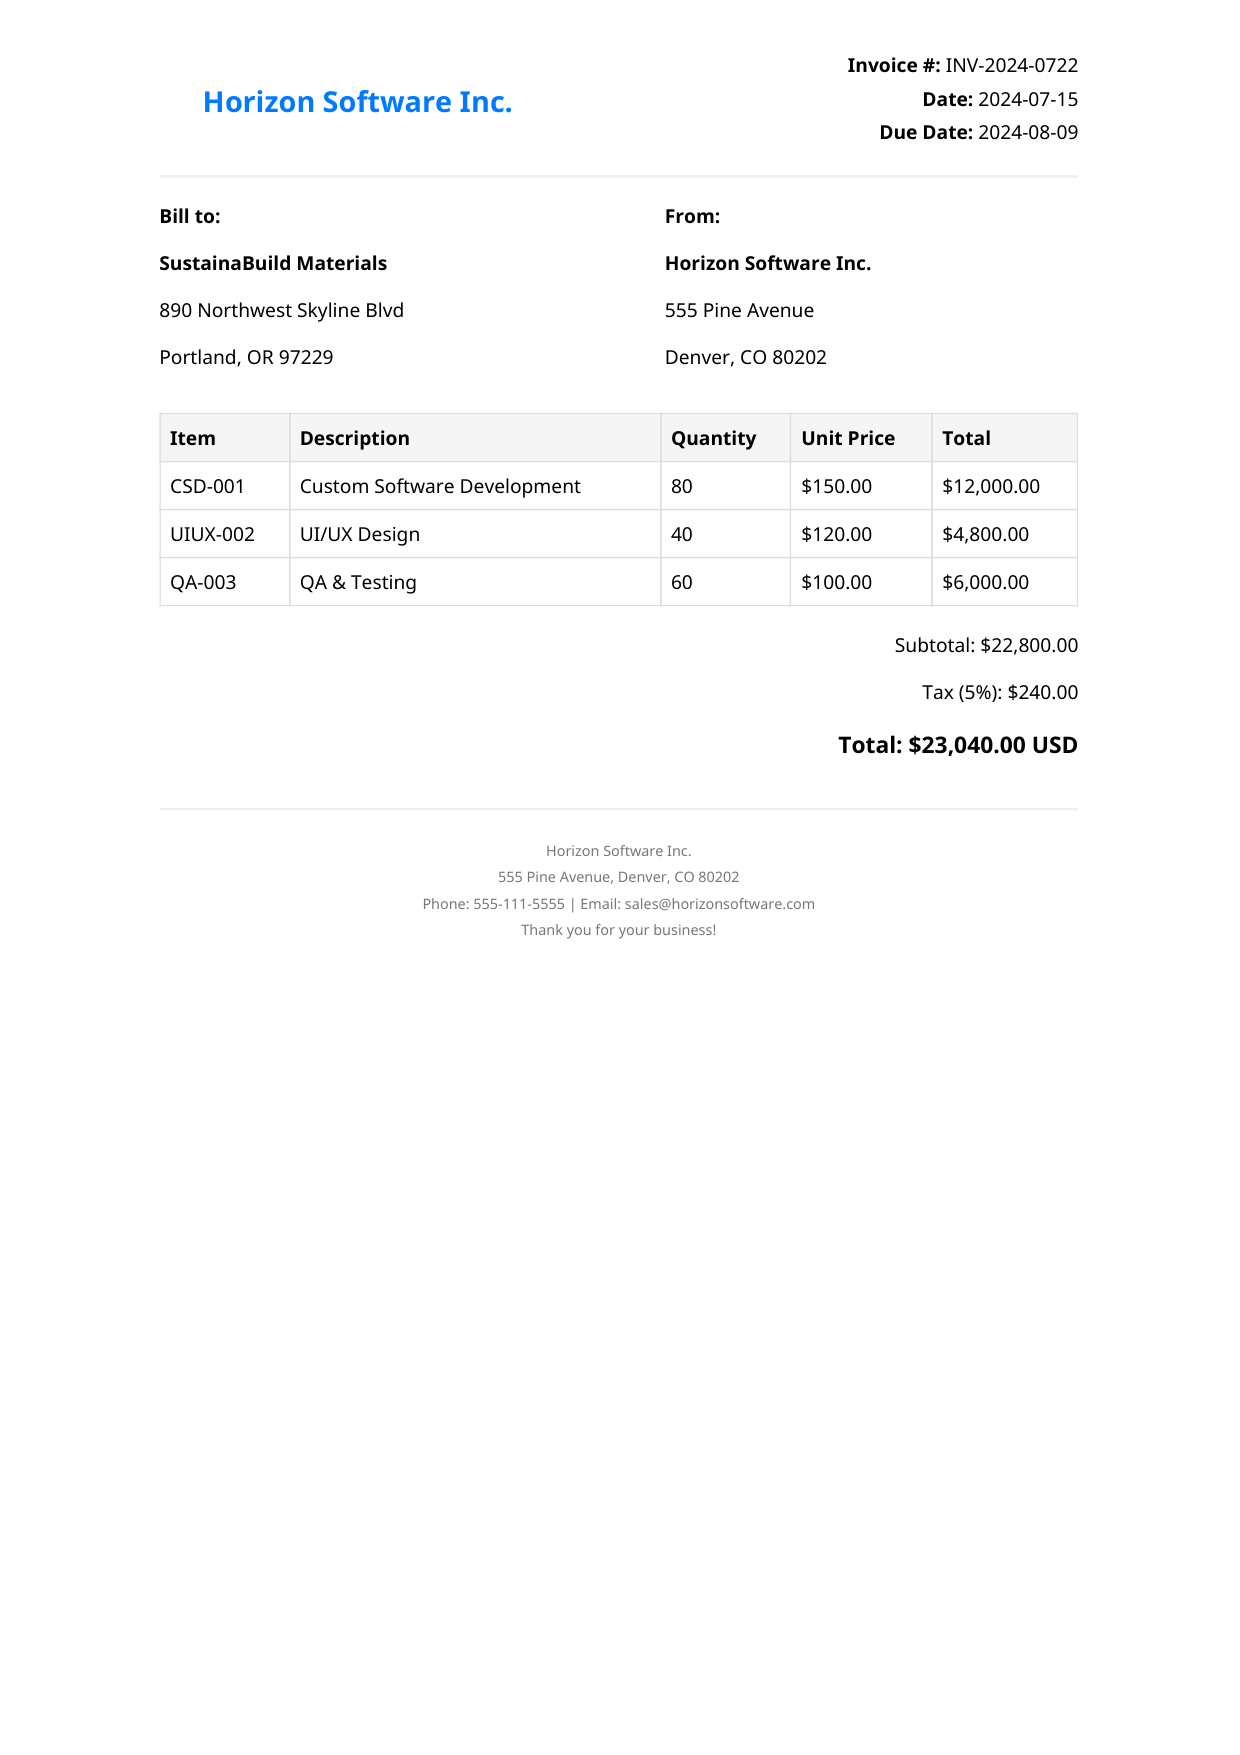 Horizon Software Inc.
Invoice #: INV-2024-0722
Date: 2024-07-15
Due Date: 2024-08-09
Bill to:
SustainaBuild Materials
890 Northwest Skyline Blvd
Portland, OR 97229
From:
Horizon Software Inc.
555 Pine Avenue
Denver, CO 80202
Item Description Quantity Unit Price Total
CSD-001 Custom Software Development 80 $150.00 $12,000.00
UIUX-002 UI/UX Design 40 $120.00 $4,800.00
QA-003 QA & Testing 60 $100.00 $6,000.00
Subtotal: $22,800.00
Tax (5%): $240.00
Total: $23,040.00 USD
Horizon Software Inc.
555 Pine Avenue, Denver, CO 80202
Phone: 555-111-5555 | Email: sales@horizonsoftware.com
Thank you for your business!